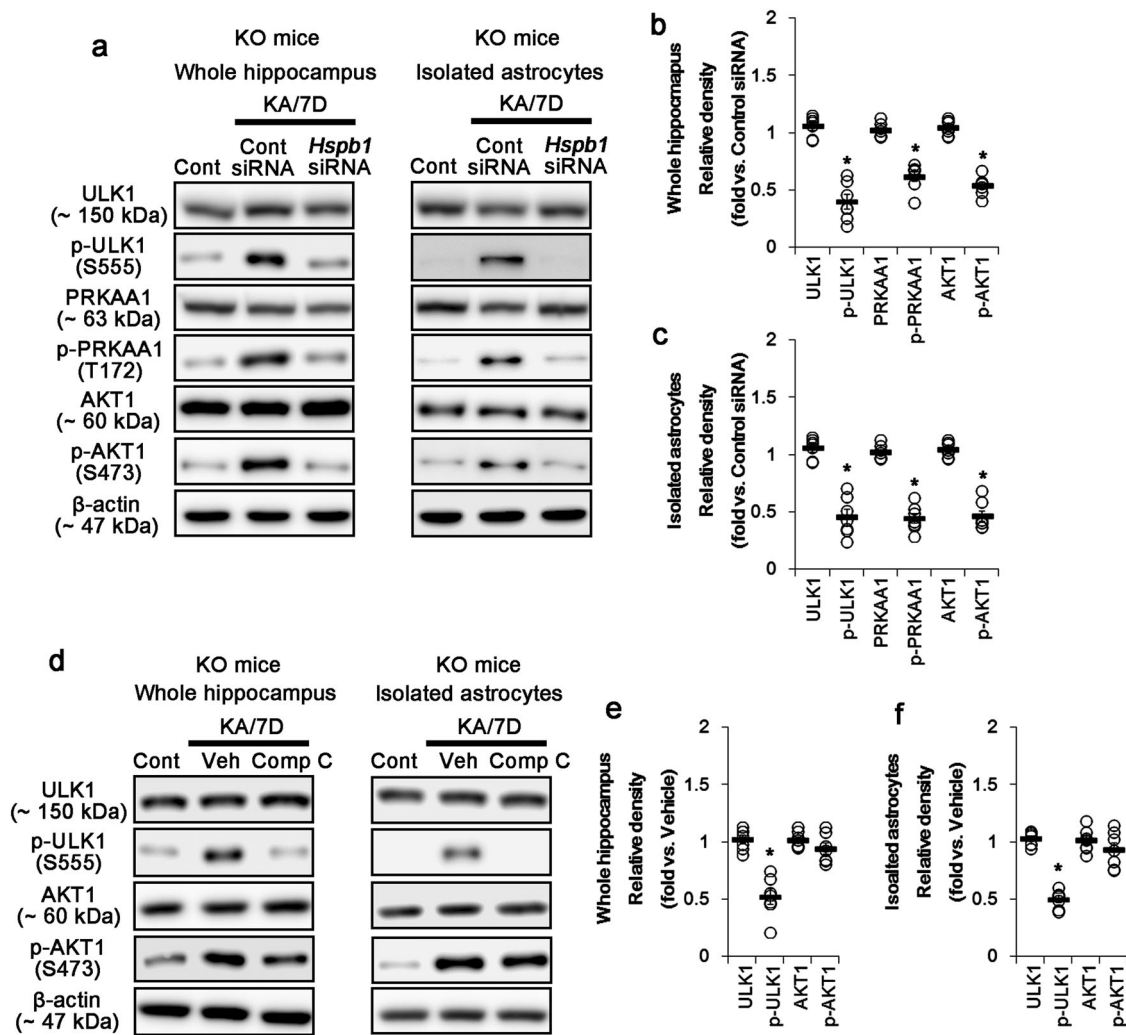 a
KO mice
Whole hippocampus
KA/7D
Cont
Cont siRNA
Hspb1 siRNA
KO mice
Isolated astrocytes
KA/7D
Cont
Cont siRNA
Hspb1 siRNA
ULK1
(~ 150 kDa)
p-ULK1
(S555)
PRKAA1
(~ 63 kDa)
p-PRKAA1
(T172)
AKT1
(~ 60 kDa)
p-AKT1
(S473)
β-actin
(~ 47 kDa)
b
Whole hippocmapus
Relative density
(fold vs. Control siRNA)
2
1.5
1
0.5
0
* * *
ULK1 p-ULK1 PRKAA1 p-PRKAA1 AKT1 p-AKT1
c
Isolated astrocytes
Relative density
(fold vs. Control siRNA)
2
1.5
1
0.5
0
* * *
ULK1 p-ULK1 PRKAA1 p-PRKAA1 AKT1 p-AKT1
d
KO mice
Whole hippocampus
KA/7D
Cont Veh Comp C
KO mice
Isolated astrocytes
KA/7D
Cont Veh Comp C
ULK1
(~ 150 kDa)
p-ULK1
(S555)
AKT1
(~ 60 kDa)
p-AKT1
(S473)
β-actin
(~ 47 kDa)
e
Whole hippocampus
Relative density
(fold vs. Vehicle)
2
1.5
1
0.5
0
*
ULK1 p-ULK1 AKT1 p-AKT1
f
Isoalted astrocytes
Relative density
(fold vs. Vehicle)
2
1.5
1
0.5
0
*
ULK1 p-ULK1 AKT1 p-AKT1